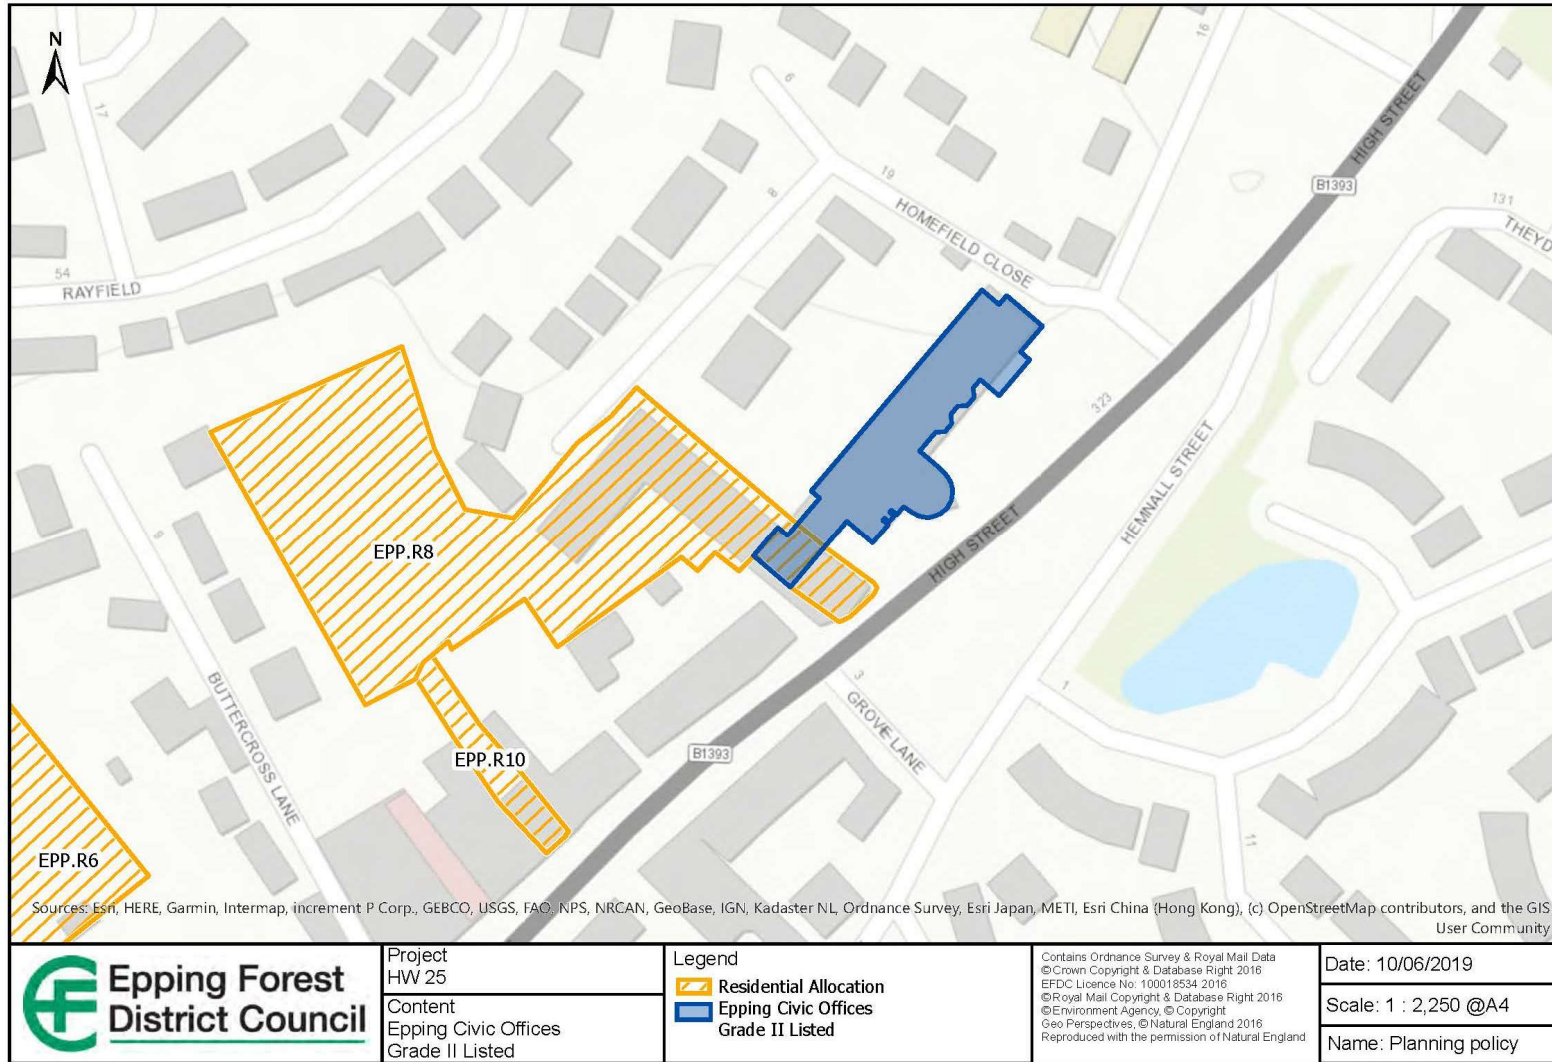 N
17
6
16
19
8
HOMEFIELD CLOSE
HIGH STREET
B1393
131
THEYD
54
RAYFIELD
323
HEMNALL STREET
HIGH STREET
EPP.R8
9
BUTTERCROSS LANE
3
GROVE LANE
1
B1393
EPP.R10
11
EPP.R6
Sources: Esri, HERE, Garmin, Intermap, increment P Corp., GEBCO, USGS, FAO, NPS, NRCAN, GeoBase, IGN, Kadaster NL, Ordnance Survey, Esri Japan, METI, Esri China (Hong Kong), (c) OpenStreetMap contributors, and the GIS
User Community
Epping Forest
District Council
Project
HW 25
Content
Epping Civic Offices
Grade II Listed
Legend
Residential Allocation
Epping Civic Offices
Grade II Listed
Contains Ordnance Survey & Royal Mail Data
© Crown Copyright & Database Right 2016
EFDC Licence No: 100018534 2016
© Royal Mail Copyright & Database Right 2016
© Environment Agency, © Copyright
Geo Perspectives, © Natural England 2016
Reproduced with the permission of Natural England
Date: 10/06/2019
Scale: 1 : 2,250 @A4
Name: Planning policy